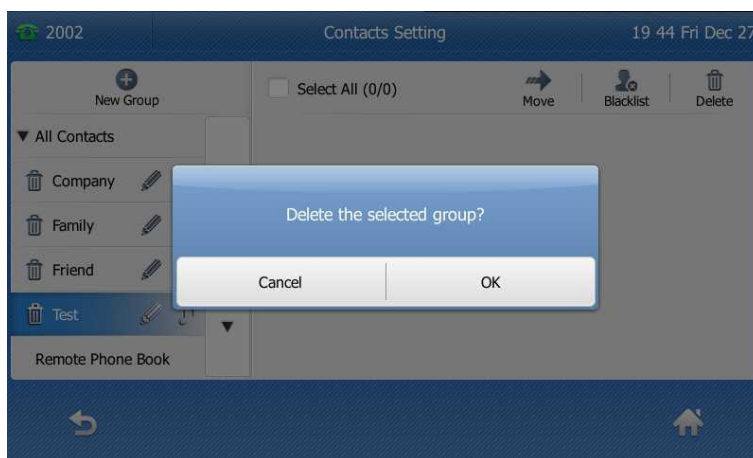 2002 Contacts Setting 19 44 Fri Dec 27
New Group
Select All (0/0) Move Blacklist Delete
All Contacts
Company
Family
Friend
Test
Remote Phone Book
Delete the selected group?
Cancel OK